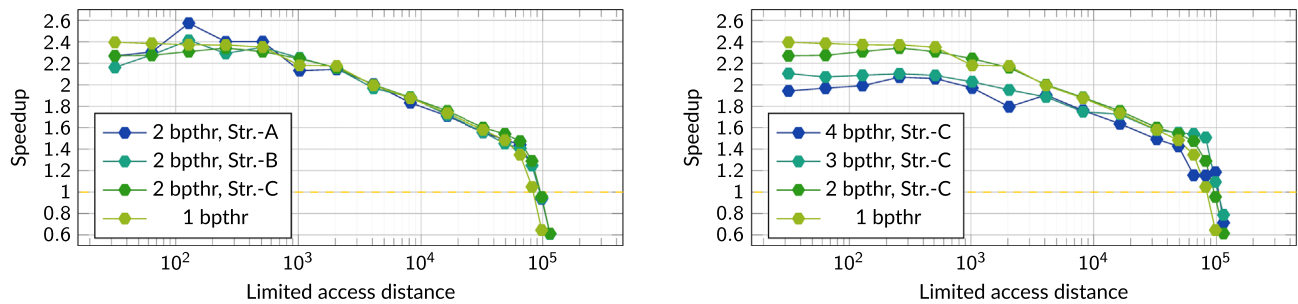 2.6
2.4
2.2
2
1.8
1.6
1.4
1.2
1
0.8
0.6
Speedup
2 bpthr, Str.-A
2 bpthr, Str.-B
2 bpthr, Str.-C
1 bpthr
10²
10³
10⁴
10⁵
Limited access distance
2.6
2.4
2.2
2
1.8
1.6
1.4
1.2
1
0.8
0.6
Speedup
4 bpthr, Str.-C
3 bpthr, Str.-C
2 bpthr, Str.-C
1 bpthr
10²
10³
10⁴
10⁵
Limited access distance